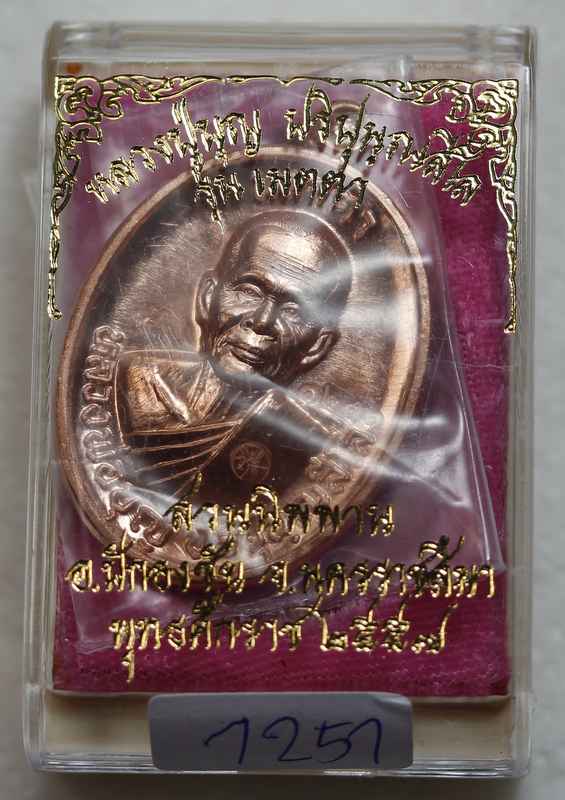 หลวงปู่บุญ ปริปุนฺณสีโล
รุ่น เมตตา
สวนนิพพาน
อ.ปักธงชัย จ.นครราชสีมา
พุทธศักราช ๒๕๕๗
1251